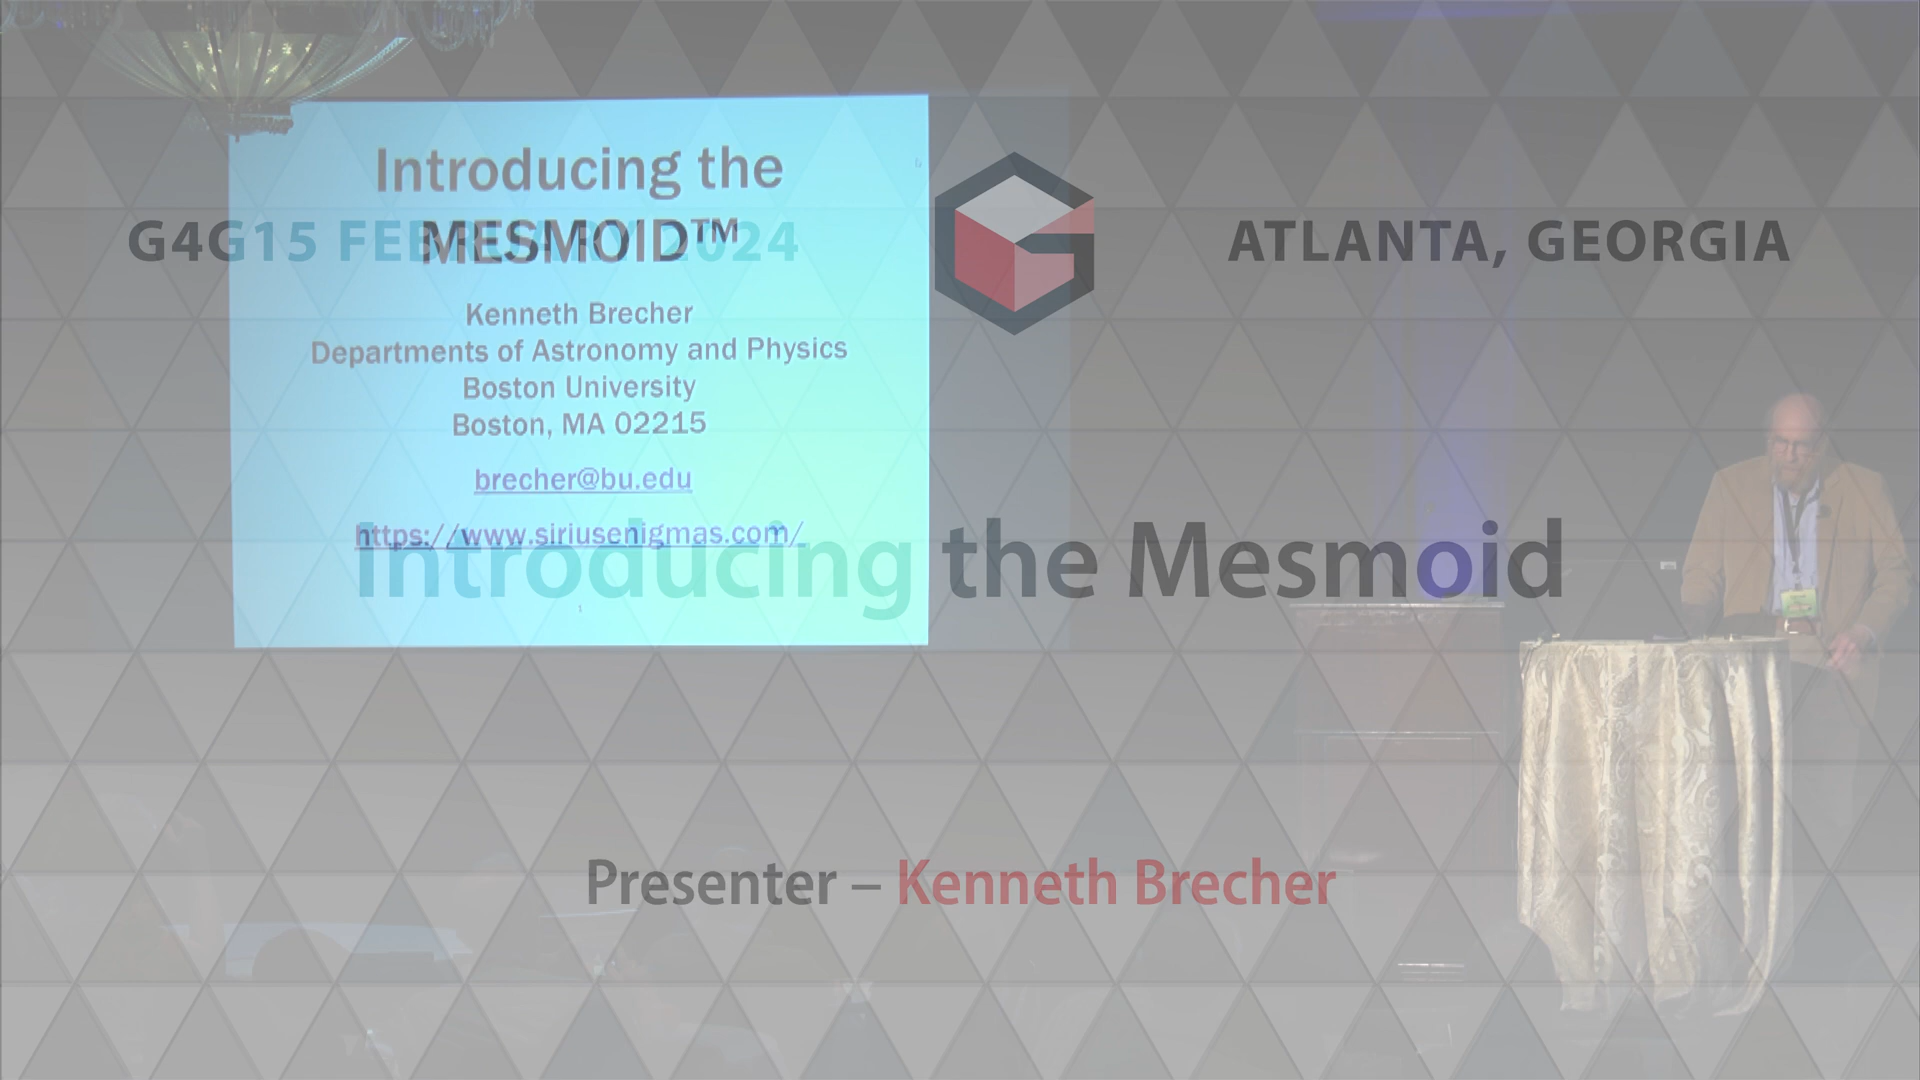 Introducing the
MESMOID™
Kenneth Brecher
Departments of Astronomy and Physics
Boston University
Boston, MA 02215
brecher@bu.edu
https://www.siriusenigmas.com/
1
G4G15 FEBRUARY 2024
ATLANTA, GEORGIA
Introducing the Mesmoid
Presenter – Kenneth Brecher